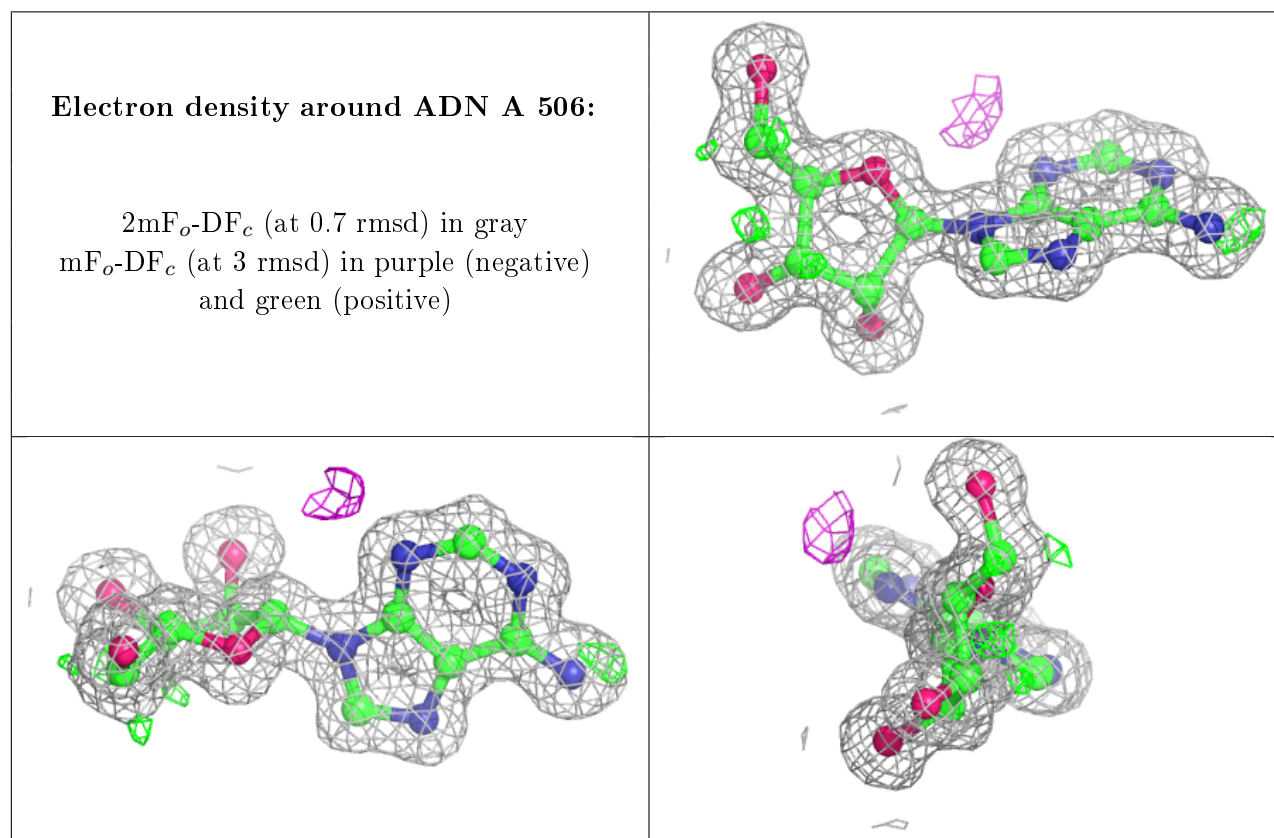 Electron density around ADN A 506:
2mFₒ-DF𝒸 (at 0.7 rmsd) in gray
mFₒ-DF𝒸 (at 3 rmsd) in purple (negative)
and green (positive)